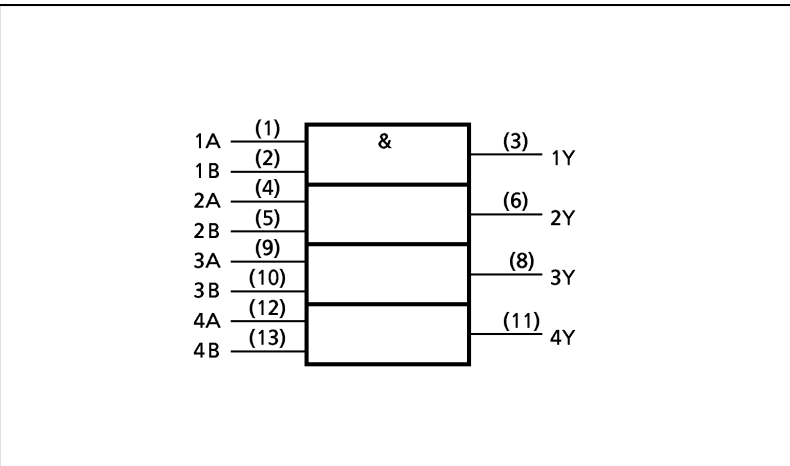 1A (1) & (3) 1Y
1B (2)
2A (4) (6) 2Y
2B (5)
3A (9) (8) 3Y
3B (10)
4A (12) (11) 4Y
4B (13)